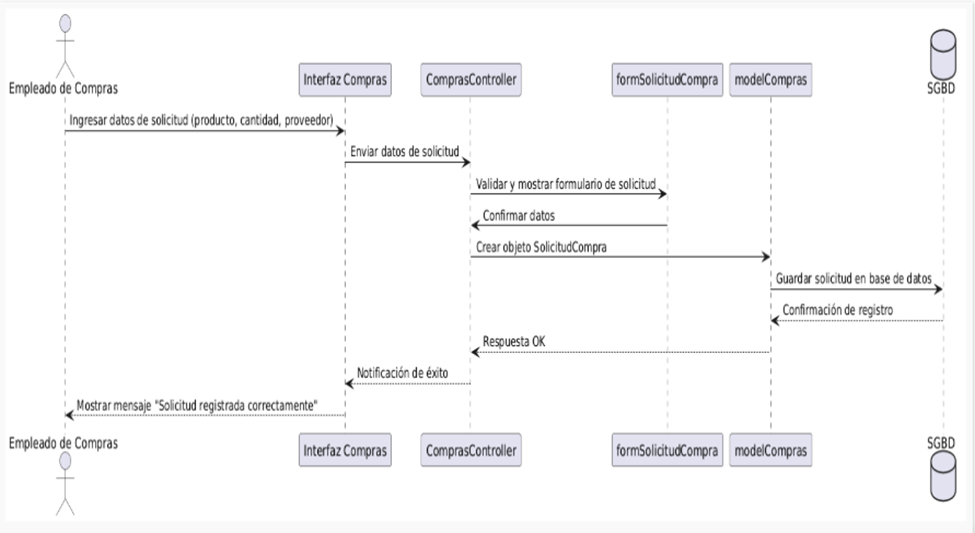 Empleado de Compras
Interfaz Compras
ComprasController
formSolicitudCompra
modelCompras
SGBD
Ingresar datos de solicitud (producto, cantidad, proveedor)
Enviar datos de solicitud
Validar y mostrar formulario de solicitud
Confirmar datos
Crear objeto SolicitudCompra
Guardar solicitud en base de datos
Confirmación de registro
Respuesta OK
Notificación de éxito
Mostrar mensaje "Solicitud registrada correctamente"
Empleado de Compras
Interfaz Compras
ComprasController
formSolicitudCompra
modelCompras
SGBD